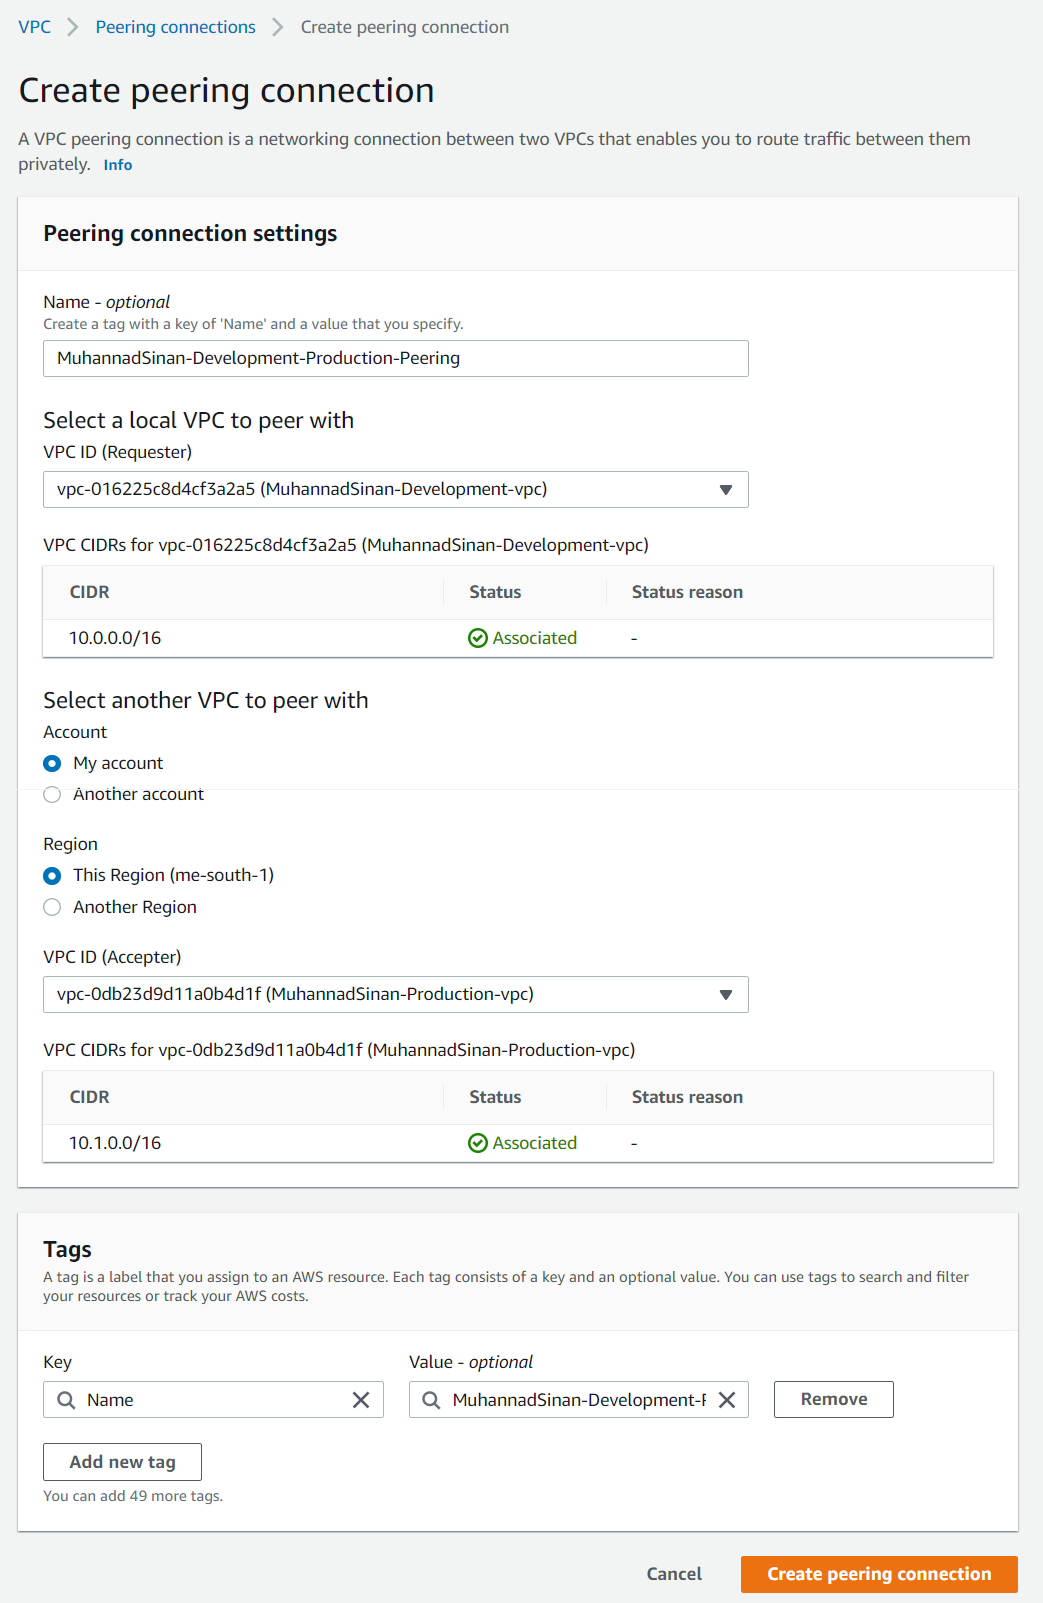 VPC > Peering connections > Create peering connection
Create peering connection
A VPC peering connection is a networking connection between two VPCs that enables you to route traffic between them
privately. Info
Peering connection settings
Name - optional
Create a tag with a key of 'Name' and a value that you specify.
MuhannadSinan-Development-Production-Peering
Select a local VPC to peer with
VPC ID (Requester)
vpc-016225c8d4cf3a2a5 (MuhannadSinan-Development-vpc)
VPC CIDRs for vpc-016225c8d4cf3a2a5 (MuhannadSinan-Development-vpc)
CIDR Status Status reason
10.0.0.0/16 Associated -
Select another VPC to peer with
Account
My account
Another account
Region
This Region (me-south-1)
Another Region
VPC ID (Accepter)
vpc-0db23d9d11a0b4d1f (MuhannadSinan-Production-vpc)
VPC CIDRs for vpc-0db23d9d11a0b4d1f (MuhannadSinan-Production-vpc)
CIDR Status Status reason
10.1.0.0/16 Associated -
Tags
A tag is a label that you assign to an AWS resource. Each tag consists of a key and an optional value. You can use tags to search and filter
your resources or track your AWS costs.
Key Value - optional
Name MuhannadSinan-Development-P Remove
Add new tag
You can add 49 more tags.
Cancel Create peering connection